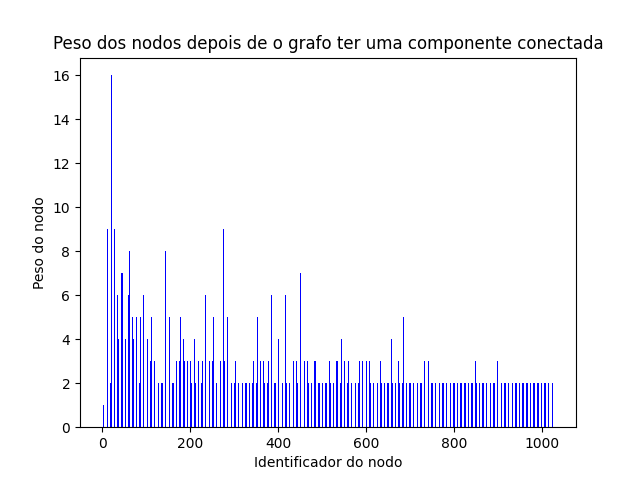 Peso dos nodos depois de o grafo ter uma componente conectada
16
14
12
10
8
6
4
2
0
Peso do nodo
0 200 400 600 800 1000
Identificador do nodo